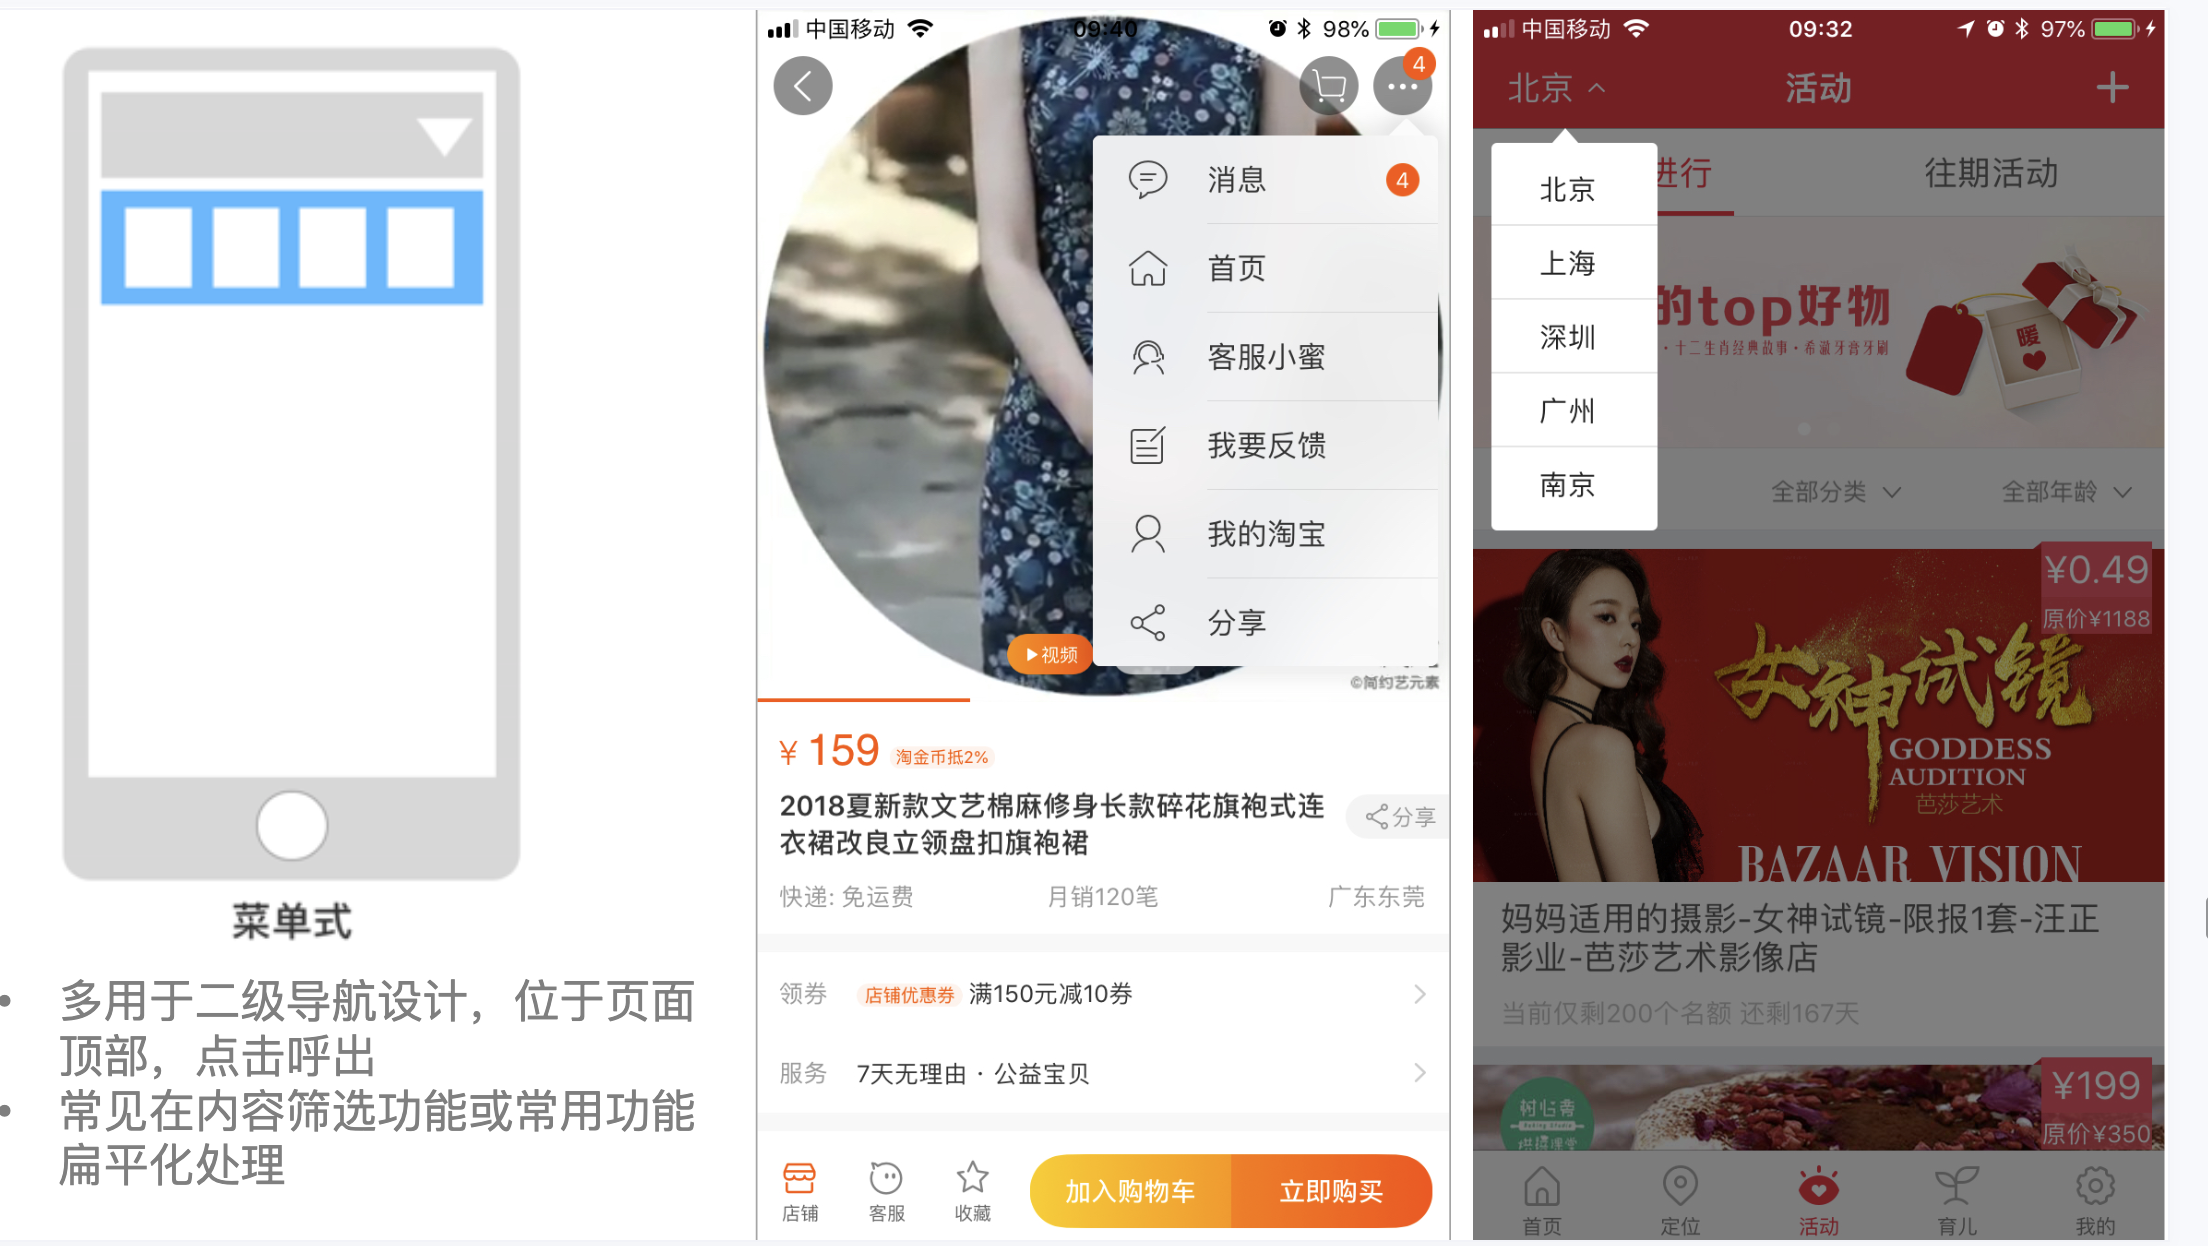 菜单式
• 多用于二级导航设计，位于页面
顶部，点击呼出
• 常见在内容筛选功能或常用功能
扁平化处理
中国移动 09:40 98%
4
消息 4
首页
客服小蜜
我要反馈
我的淘宝
分享
视频
©简约艺元素
¥ 159 淘金币抵2%
2018夏新款文艺棉麻修身长款碎花旗袍式连
衣裙改良立领盘扣旗袍裙
分享
快递: 免运费 月销120笔 广东东莞
领券 店铺优惠券 满150元减10券
服务 7天无理由 · 公益宝贝
店铺 客服 收藏 加入购物车 立即购买
中国移动 09:32 97%
北京 活动
进行 往期活动
北京
上海
深圳
广州
南京
的top好物
· 十二生肖经典故事 · 希澈牙膏牙刷
暖
全部分类 全部年龄
¥0.49
原价¥1188
女神试镜
GODDESS
AUDITION
芭莎艺术
BAZAAR VISION
妈妈适用的摄影-女神试镜-限报1套-汪正
影业-芭莎艺术影像店
当前仅剩200个名额 还剩167天
¥199
原价¥350
树心斋
Baking Studio
烘焙课堂
首页 定位 活动 育儿 我的